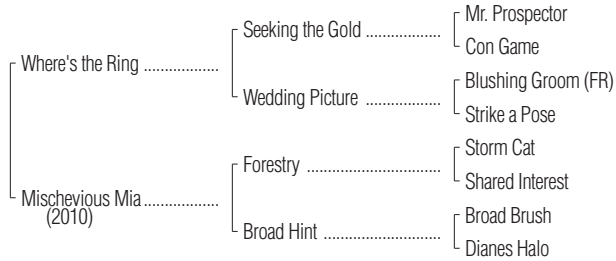 Mr. Prospector
Seeking the Gold ..................
Con Game
Where's the Ring ..................
Blushing Groom (FR)
Wedding Picture ..................
Strike a Pose
Storm Cat
Forestry ................................
Shared Interest
Mischevious Mia ..................
(2010)
Broad Brush
Broad Hint .............................
Dianes Halo